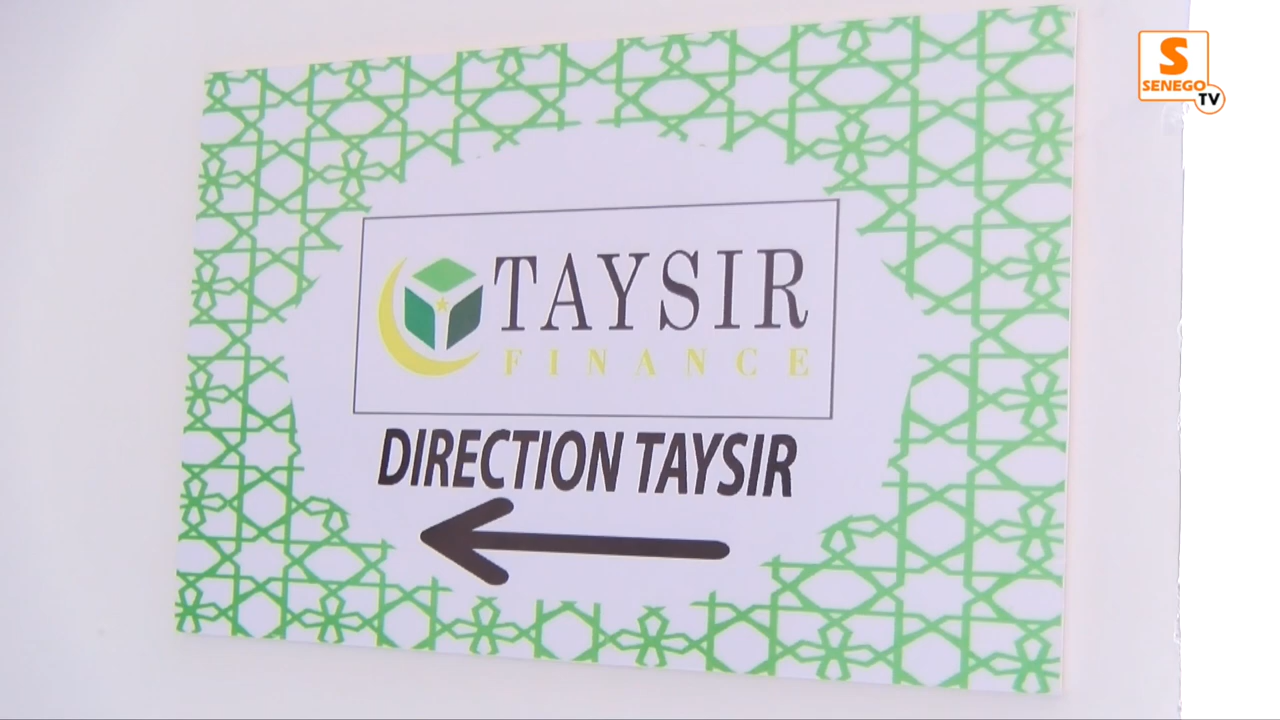 S
SENEGO
TV
TAYSIR
FINANCE
DIRECTION TAYSIR